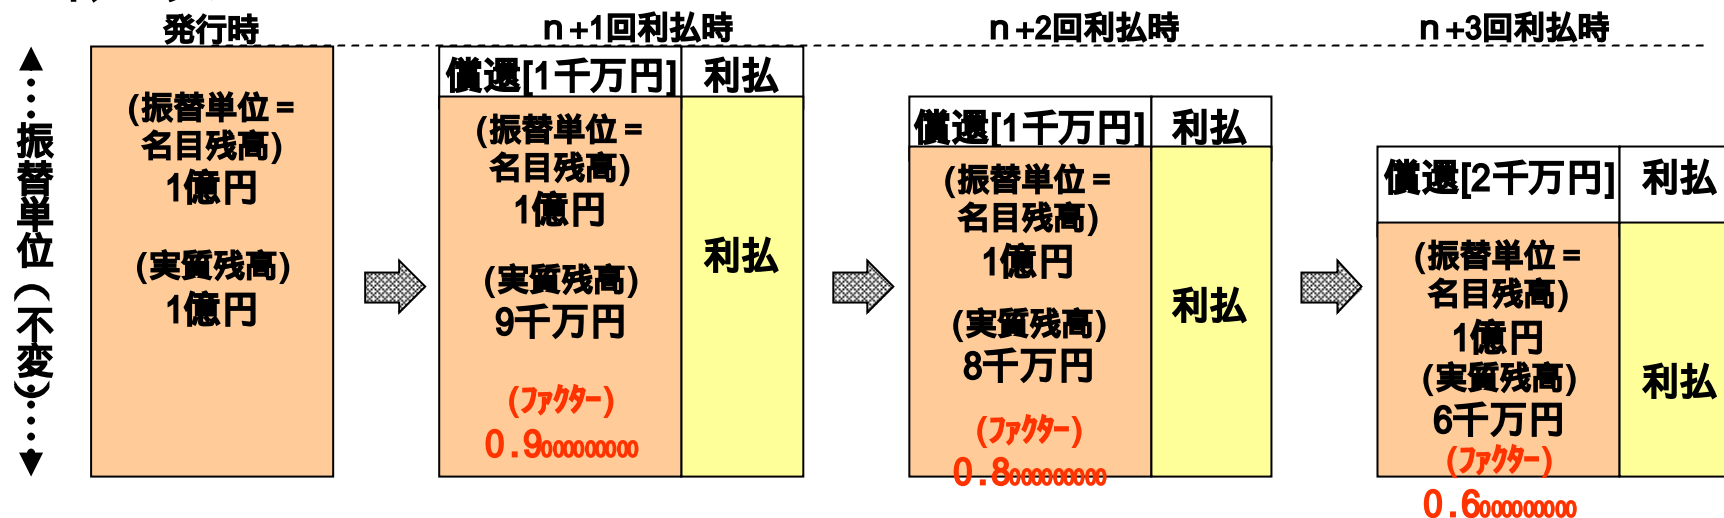 発行時
n+1回利払時
n+2回利払時
n+3回利払時
振替単位(不変)
(振替単位=
名目残高)
1億円
(実質残高)
1億円
償還[1千万円]
利払
(振替単位=
名目残高)
1億円
(実質残高)
9千万円
(ファクター)
0.9000000000
利払
償還[1千万円]
利払
(振替単位=
名目残高)
1億円
(実質残高)
8千万円
(ファクター)
0.8000000000
利払
償還[2千万円]
利払
(振替単位=
名目残高)
1億円
(実質残高)
6千万円
(ファクター)
0.6000000000
利払